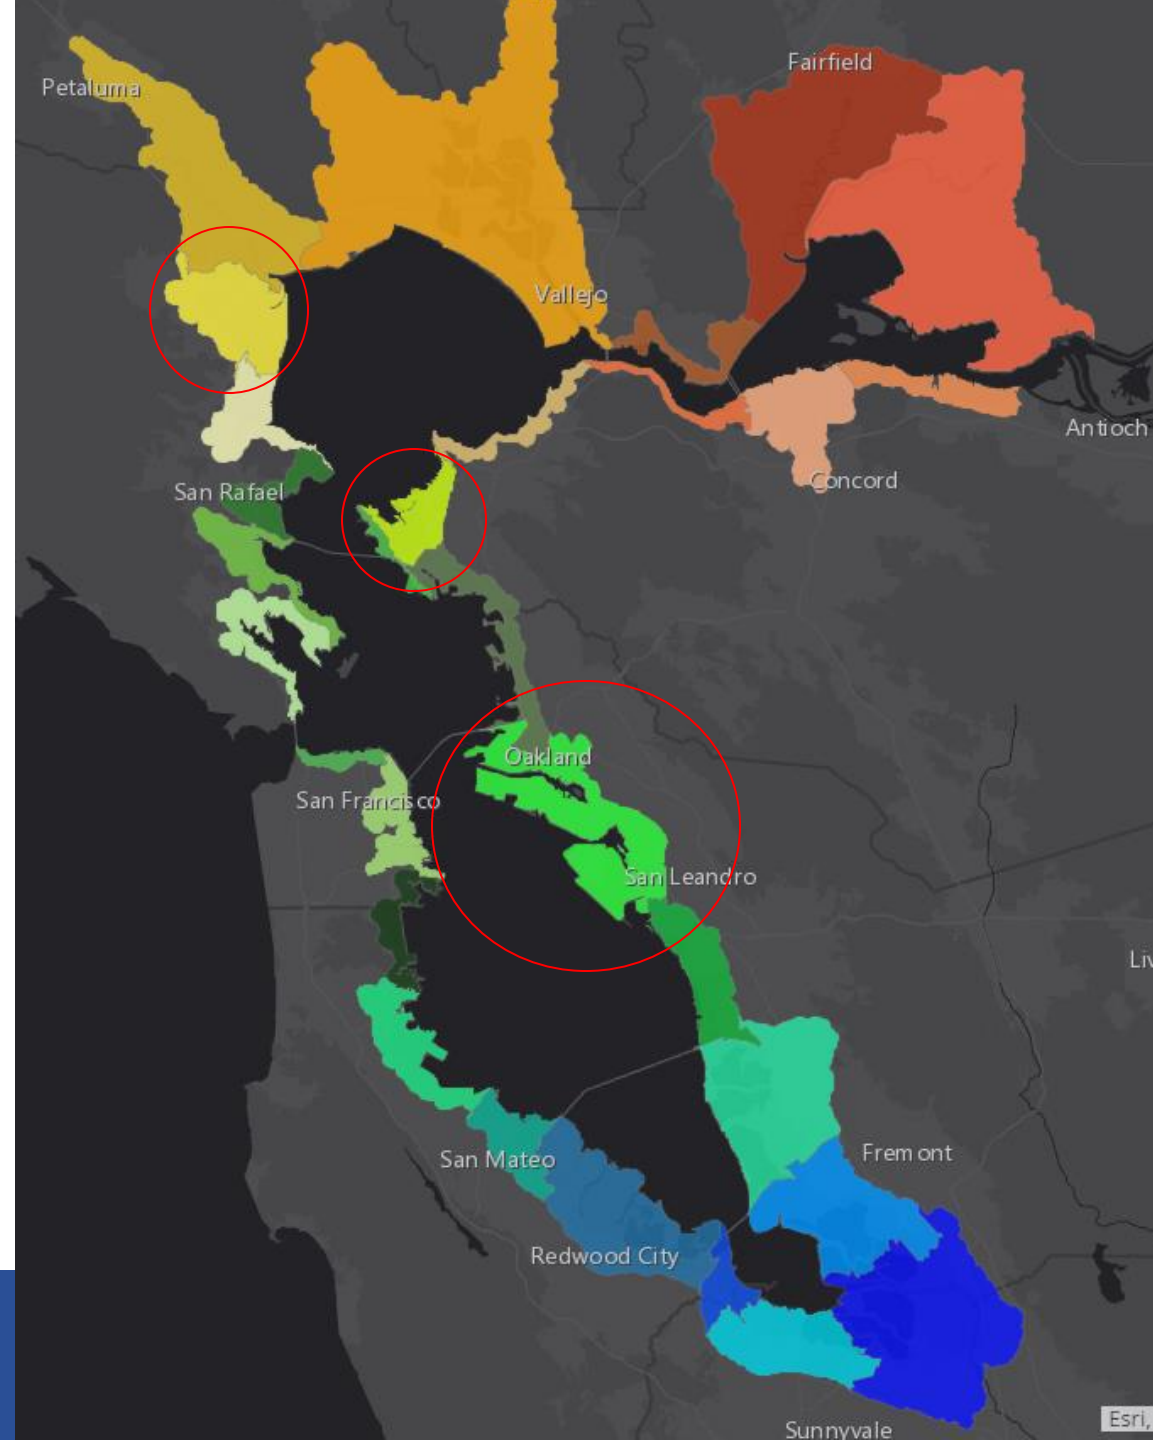 Fairfield
Petaluma
Vallejo
Antioch
Concord
San Rafael
Oakland
San Francisco
San Leandro
Liv
Fremont
San Mateo
Redwood City
Esri,
Sunnyvale